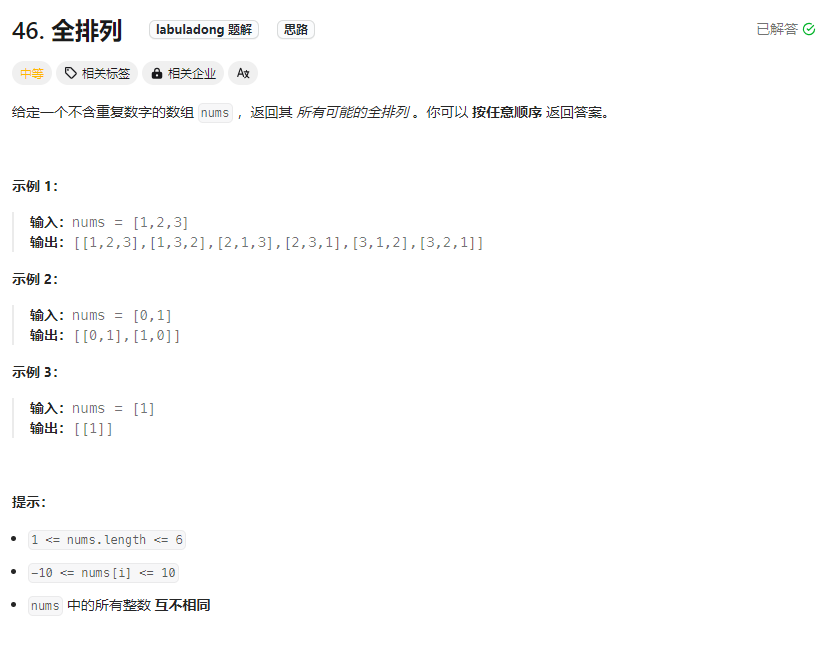 46. 全排列 labuladong 题解 思路 已解答
中等 相关标签 相关企业 Az
给定一个不含重复数字的数组 nums ，返回其 所有可能的全排列 。你可以 按任意顺序 返回答案。
示例 1：
输入：nums = [1,2,3]
输出：[[1,2,3],[1,3,2],[2,1,3],[2,3,1],[3,1,2],[3,2,1]]
示例 2：
输入：nums = [0,1]
输出：[[0,1],[1,0]]
示例 3：
输入：nums = [1]
输出：[[1]]
提示：
• 1 <= nums.length <= 6
• -10 <= nums[i] <= 10
• nums 中的所有整数 互不相同